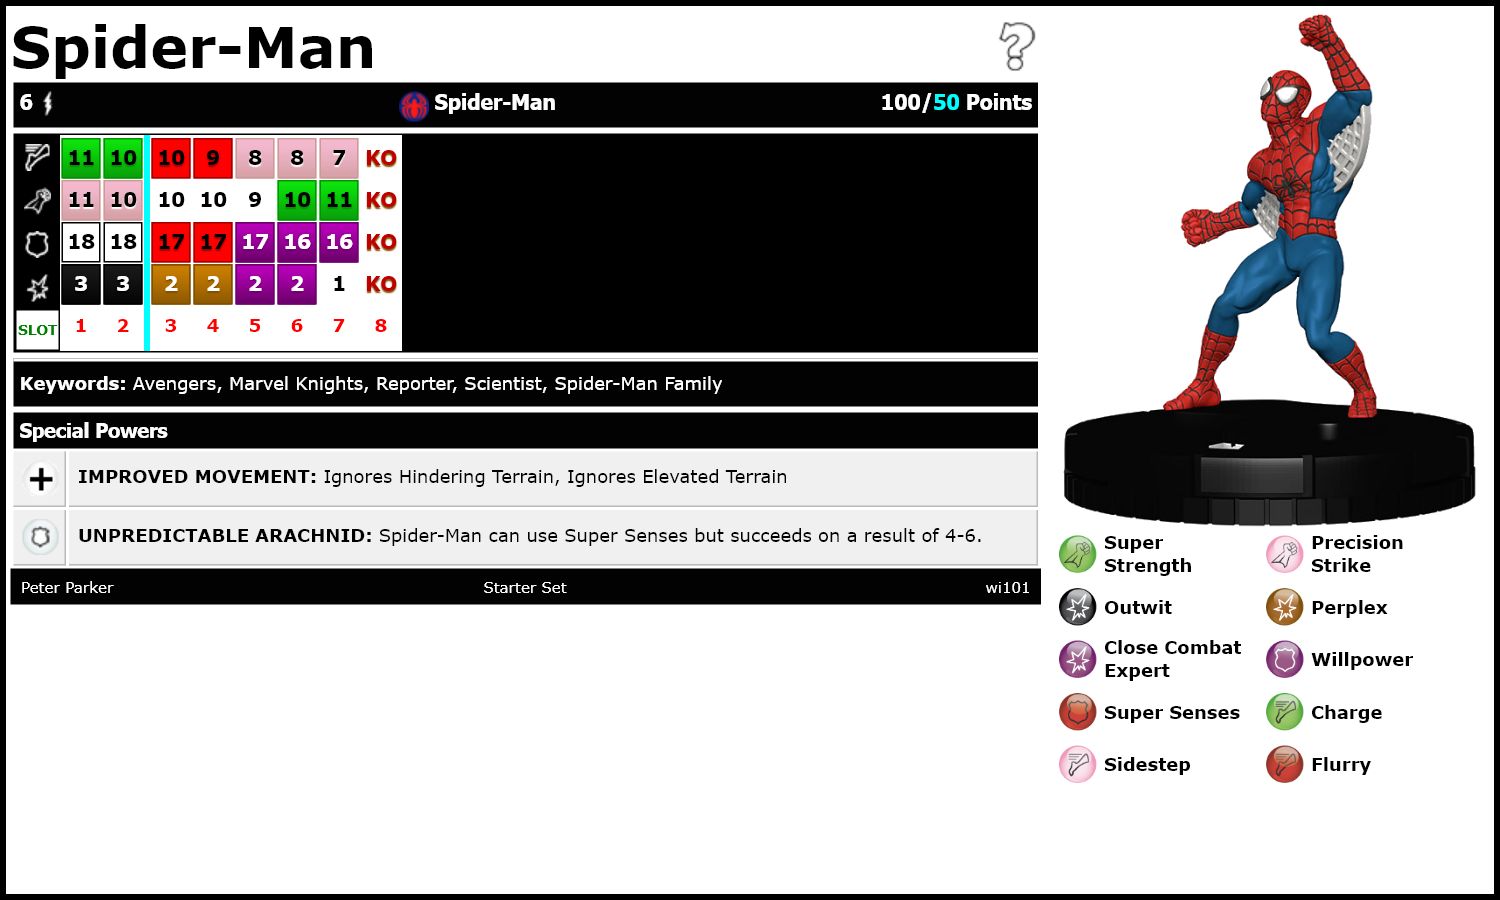 Spider-Man
6 Spider-Man 100/50 Points
11 10 10 9 8 8 7 KO
11 10 10 10 9 10 11 KO
18 18 17 17 17 16 16 KO
3 3 2 2 2 2 1 KO
SLOT 1 2 3 4 5 6 7 8
Keywords: Avengers, Marvel Knights, Reporter, Scientist, Spider-Man Family
Special Powers
IMPROVED MOVEMENT: Ignores Hindering Terrain, Ignores Elevated Terrain
UNPREDICTABLE ARACHNID: Spider-Man can use Super Senses but succeeds on a result of 4-6.
Peter Parker Starter Set wi101
Super
Strength
Precision
Strike
Outwit
Perplex
Close Combat
Expert
Willpower
Super Senses
Charge
Sidestep
Flurry